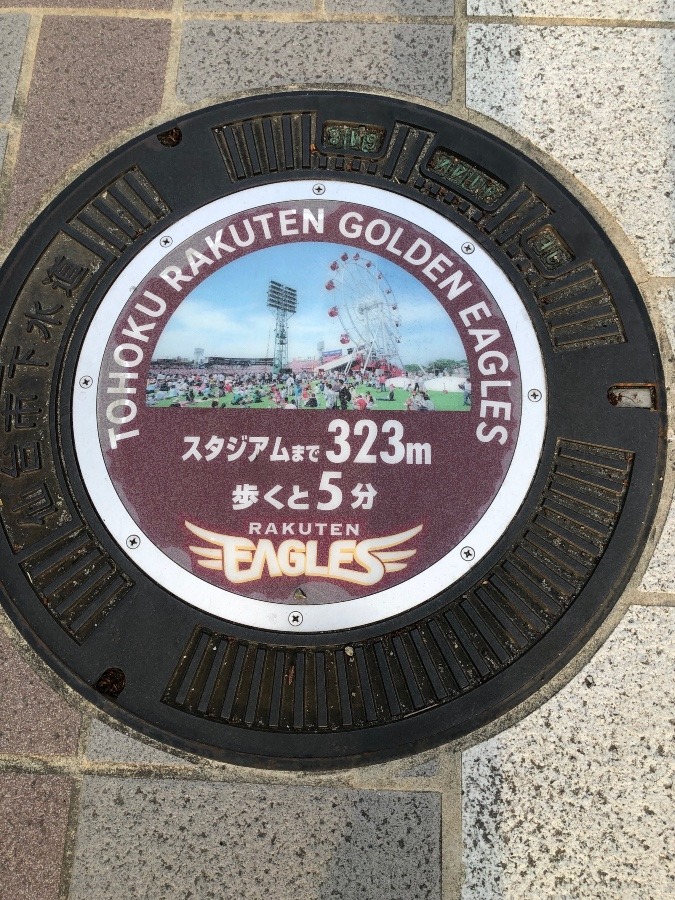 TOHOKU RAKUTEN GOLDEN EAGLES
スタジアムまで323m
歩くと5分
RAKUTEN
EAGLES
仙台市下水道